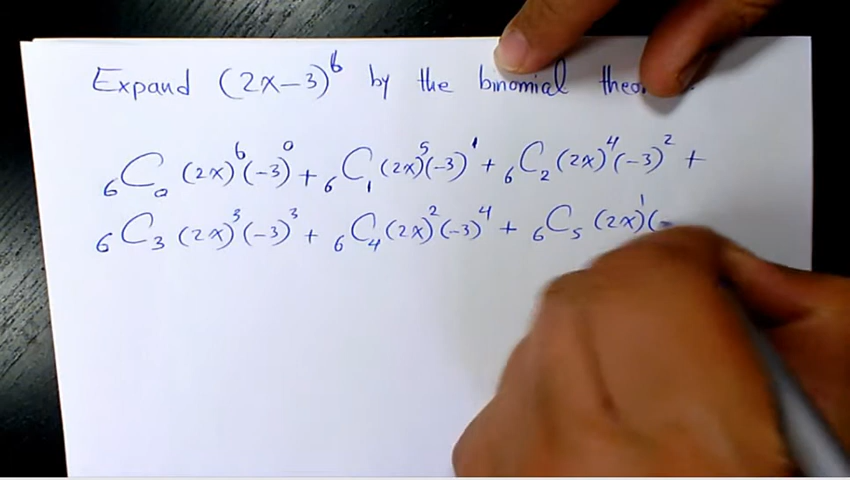 Expand (2x-3)⁶ by the binomial
₆C₀ (2x)⁶(-3)⁰ + ₆C₁ (2x)⁵(-3)¹ + ₆C₂ (2x)⁴(-3)² +
₆C₃ (2x)³(-3)³ + ₆C₄ (2x)²(-3)⁴ + ₆C₅ (2x)¹(-